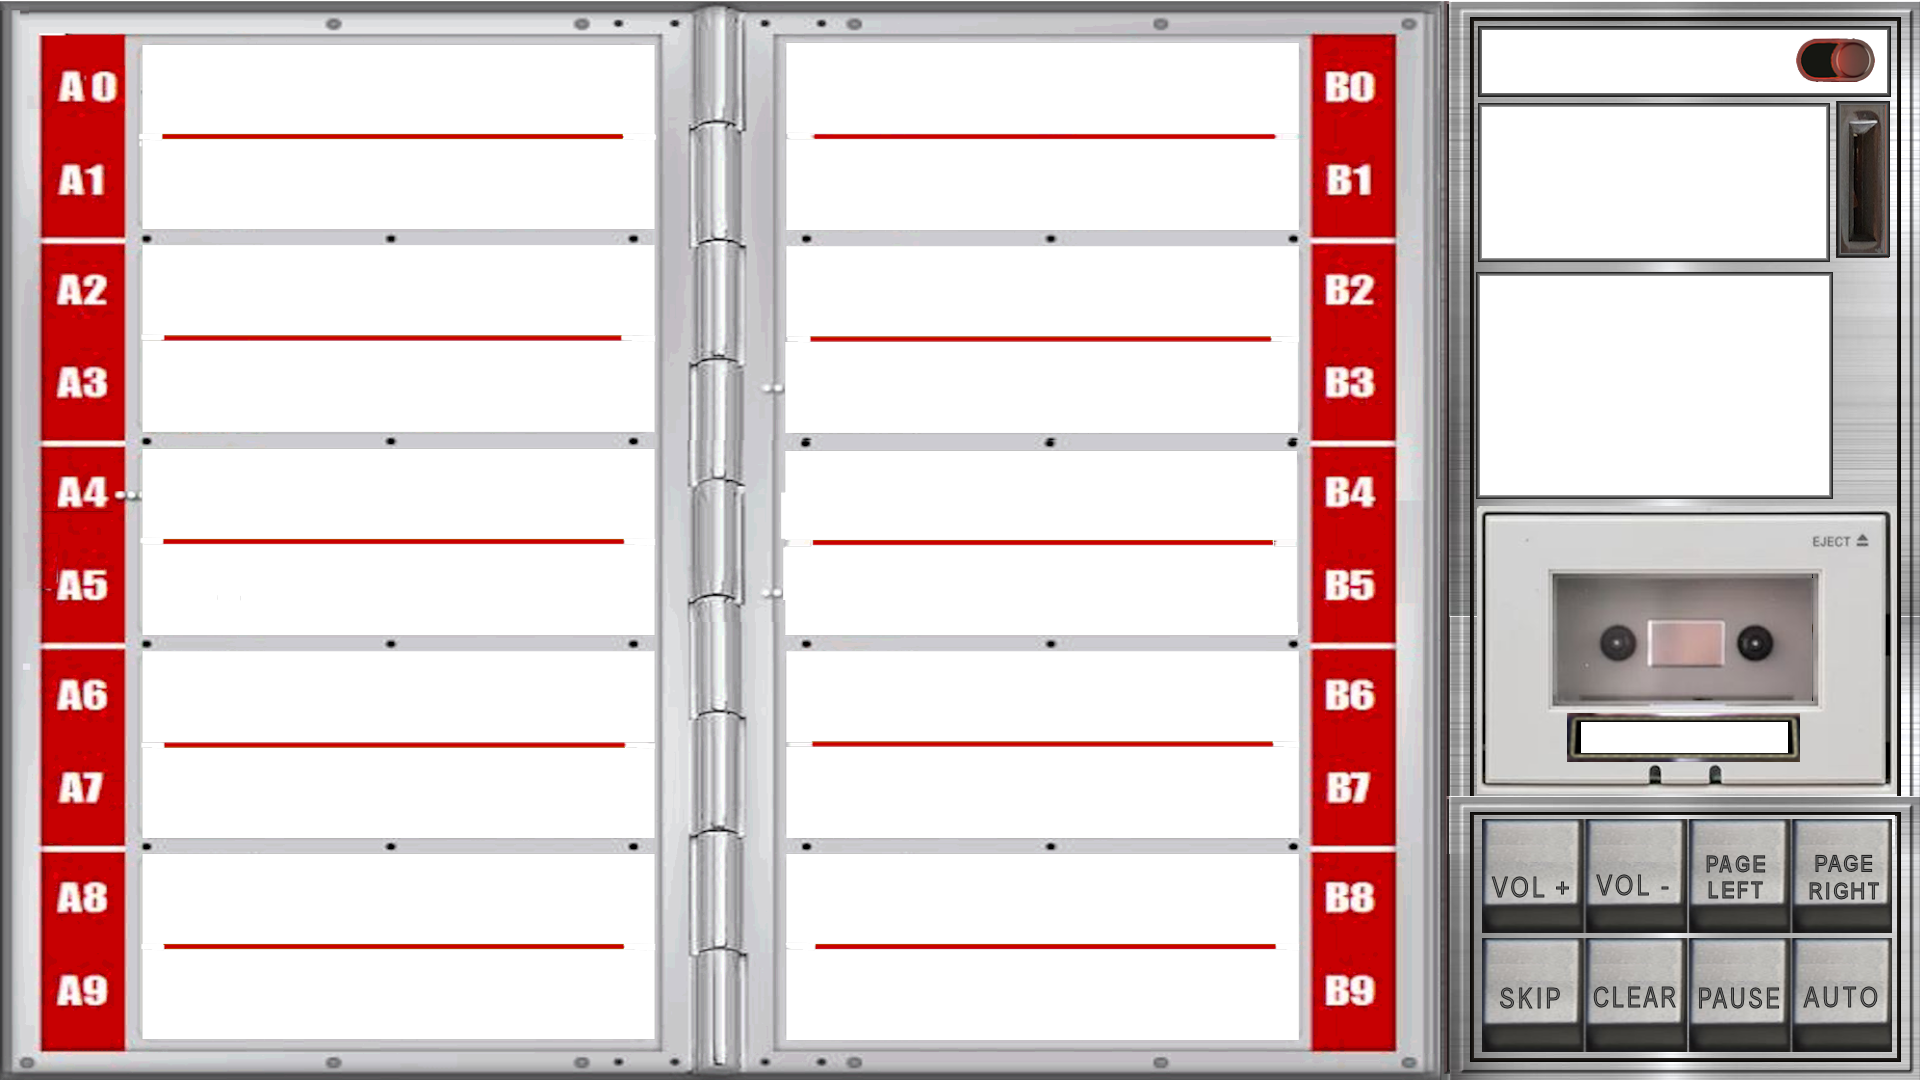 A0
A1
A2
A3
A4
A5
A6
A7
A8
A9
B0
B1
B2
B3
B4
B5
B6
B7
B8
B9
EJECT
VOL +
VOL -
PAGE
LEFT
PAGE
RIGHT
SKIP
CLEAR
PAUSE
AUTO